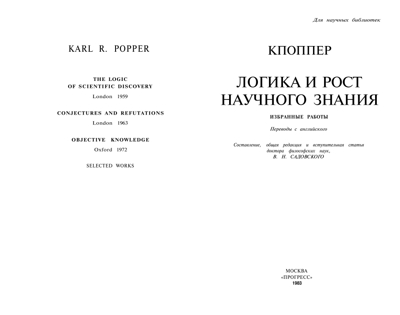 KARL R. POPPER
THE LOGIC
OF SCIENTIFIC DISCOVERY
London 1959
CONJECTURES AND REFUTATIONS
London 1963
OBJECTIVE KNOWLEDGE
Oxford 1972
SELECTED WORKS
Для научных библиотек
КПОППЕР
ЛОГИКА И РОСТ
НАУЧНОГО ЗНАНИЯ
ИЗБРАННЫЕ РАБОТЫ
Переводы с английского
Составление, общая редакция и вступительная статья
доктора философских наук,
В. Н. САДОВСКОГО
МОСКВА
«ПРОГРЕСС»
1983